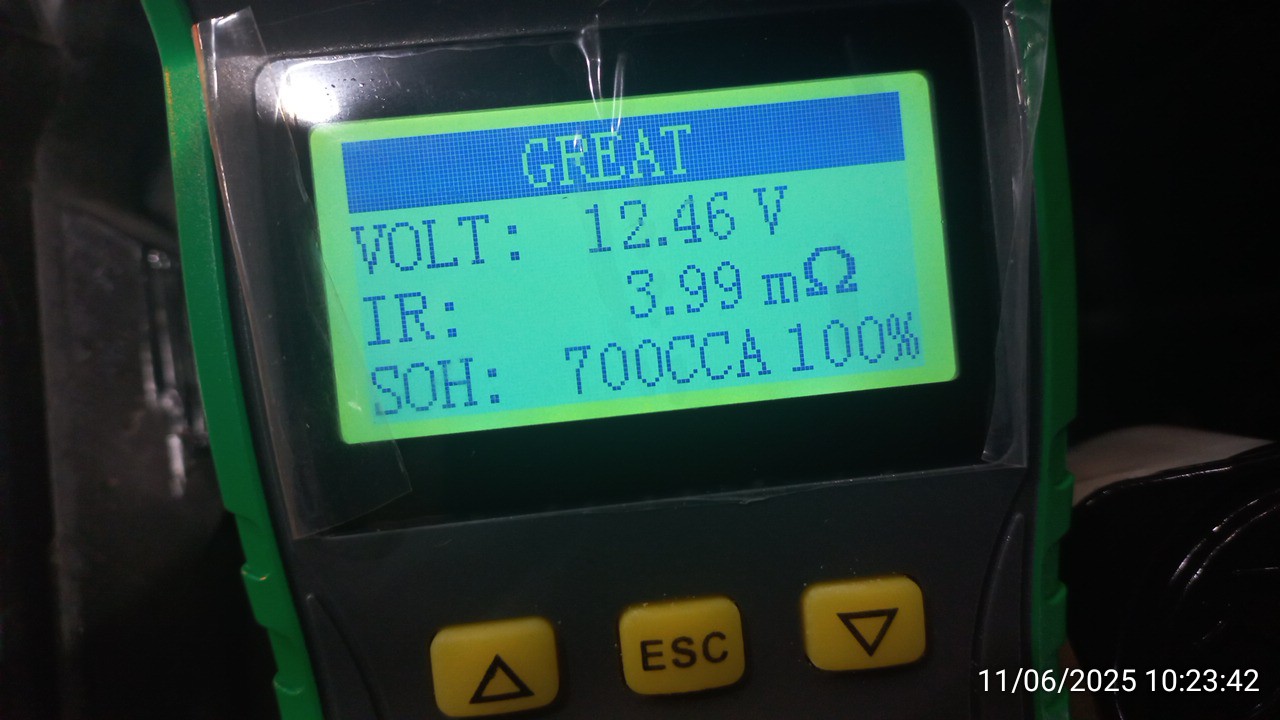 GREAT
VOLT: 12.46 V
IR: 3.99 mΩ
SOH: 700CCA 100%
ESC
11/06/2025 10:23:42